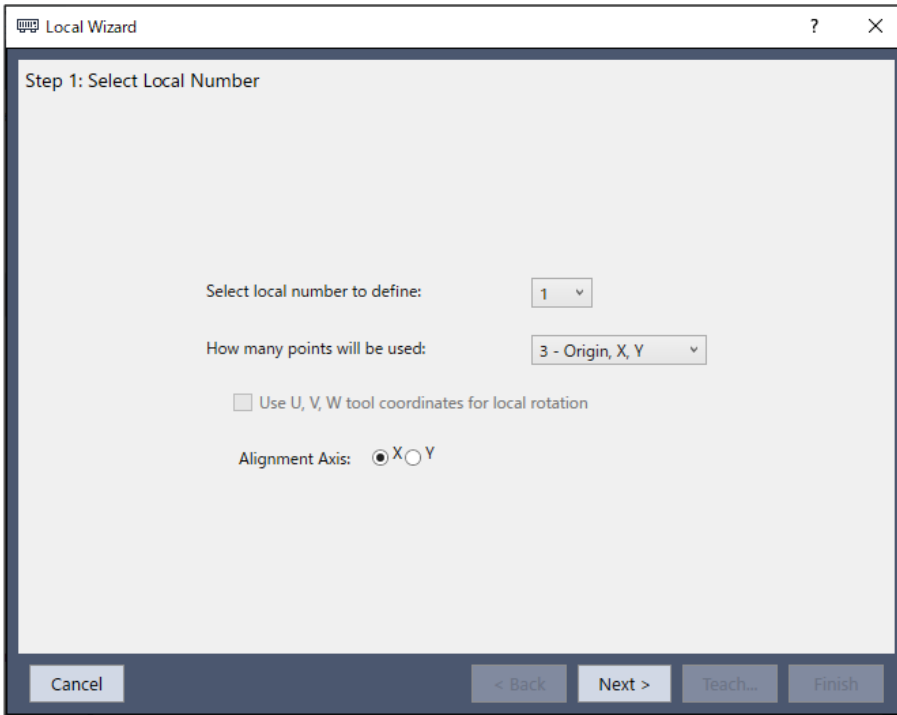 Local Wizard ?
Step 1: Select Local Number
Select local number to define: 1
How many points will be used: 3 - Origin, X, Y
Use U, V, W tool coordinates for local rotation
Alignment Axis: X Y
Cancel < Back Next > Teach... Finish